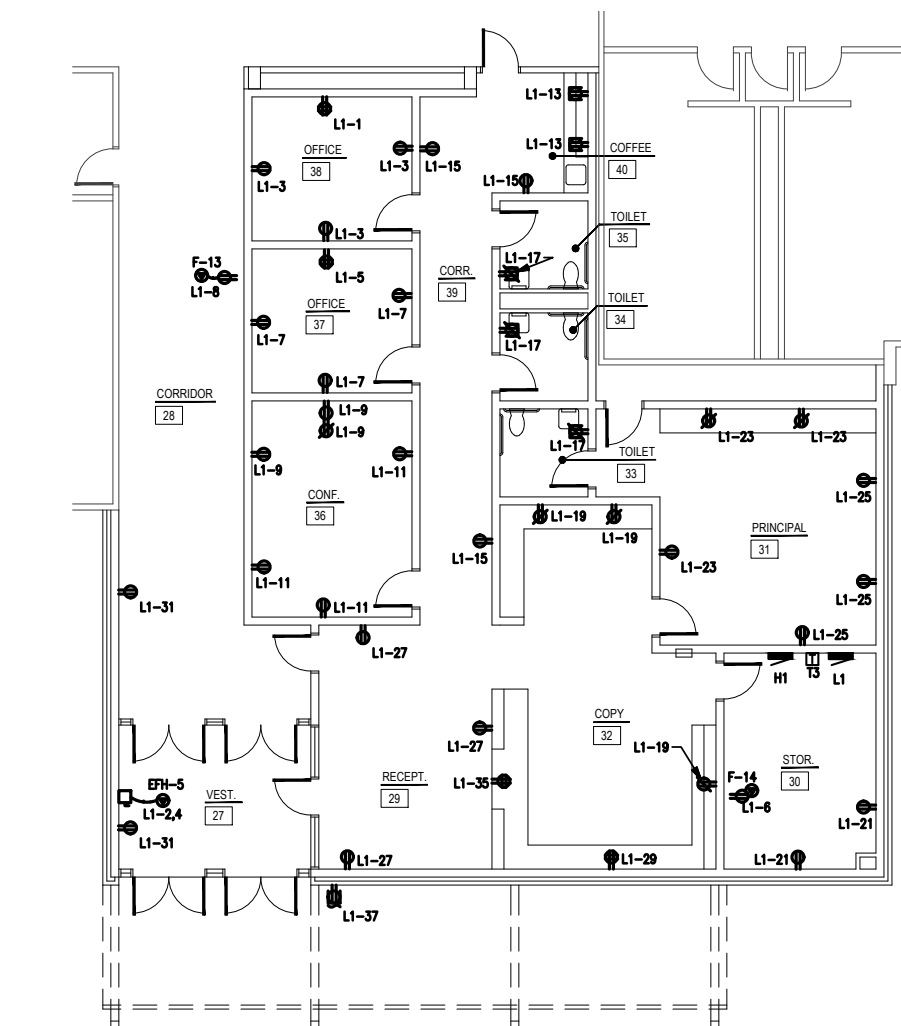 L1-13
L1-1
OFFICE
38
L1-3
L1-15
L1-13
COFFEE
40
L1-3
L1-15
L1-3
TOILET
35
F-13
L1-8
L1-5
CORR.
39
L1-17
OFFICE
37
L1-7
L1-7
TOILET
34
L1-17
L1-7
CORRIDOR
28
L1-9
L1-9
L1-9
L1-11
L1-17
TOILET
33
L1-23
L1-23
L1-25
CONF.
36
L1-19
L1-19
PRINCIPAL
31
L1-15
L1-23
L1-11
L1-25
L1-31
L1-11
L1-27
L1-25
H1
T3
L1
COPY
32
L1-27
L1-19
STOR.
30
F-14
L1-6
RECEPT.
29
L1-35
EFH-5
L1-2,4
VEST.
27
L1-21
L1-31
L1-27
L1-29
L1-21
L1-37